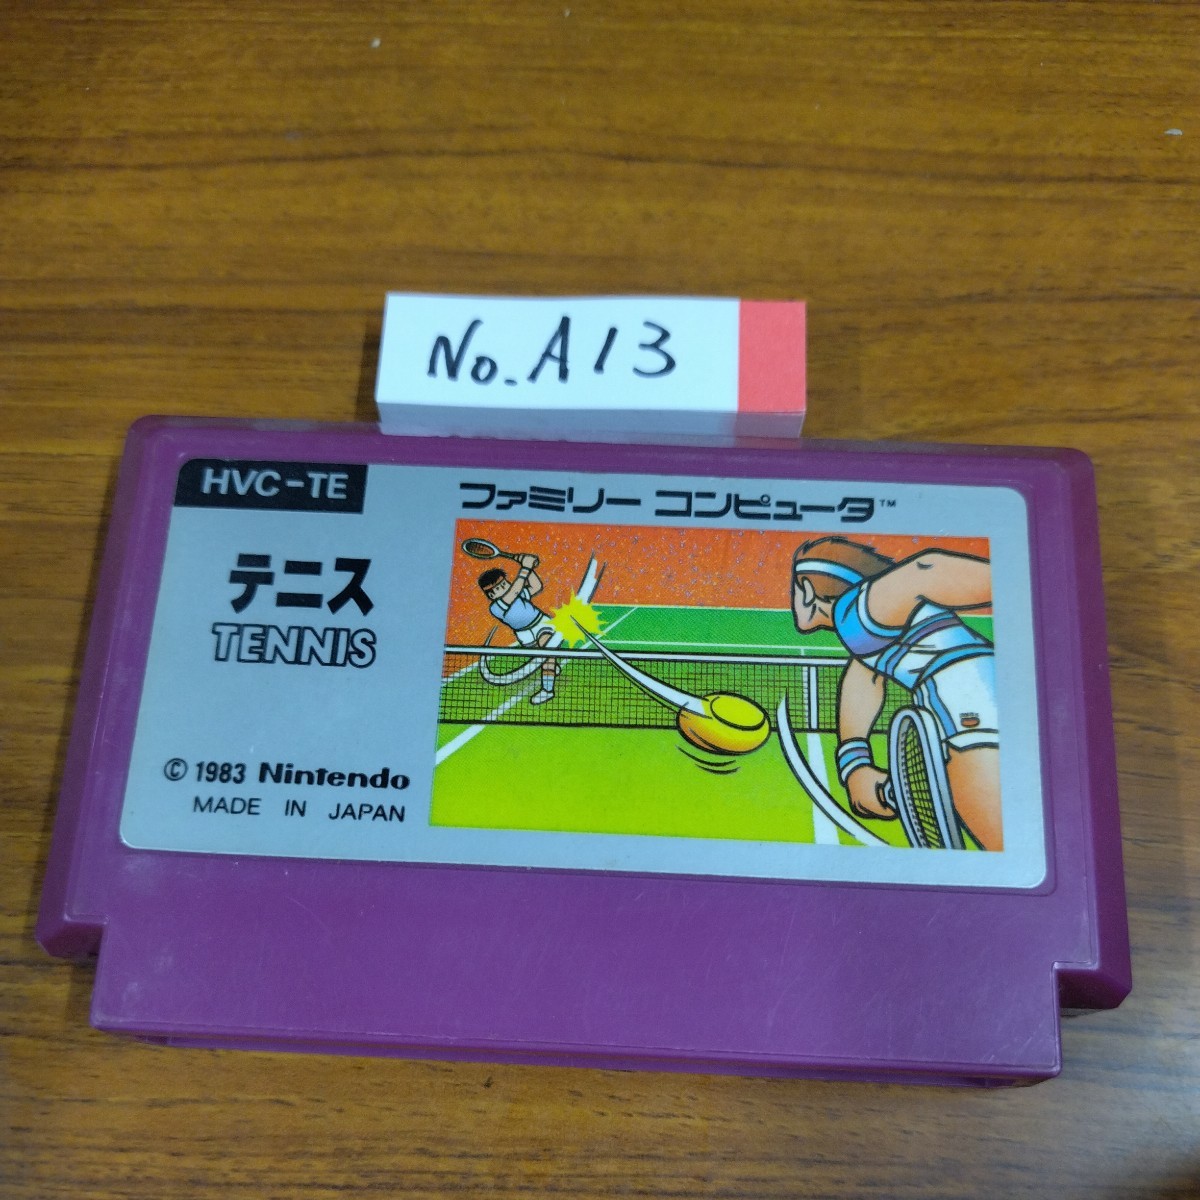 No. A13
HVC-TE
ファミリー コンピュータ™
テニス
TENNIS
© 1983 Nintendo
MADE IN JAPAN